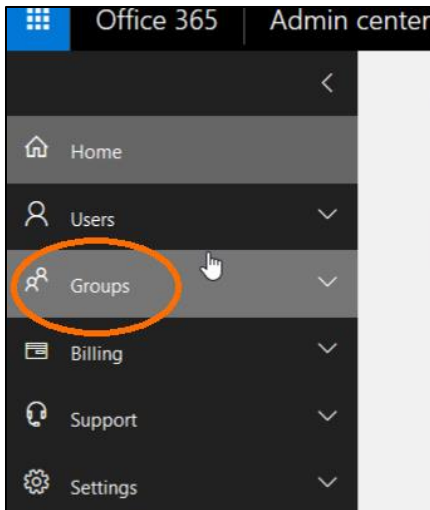 Office 365 Admin center
Home
Users
Groups
Billing
Support
Settings